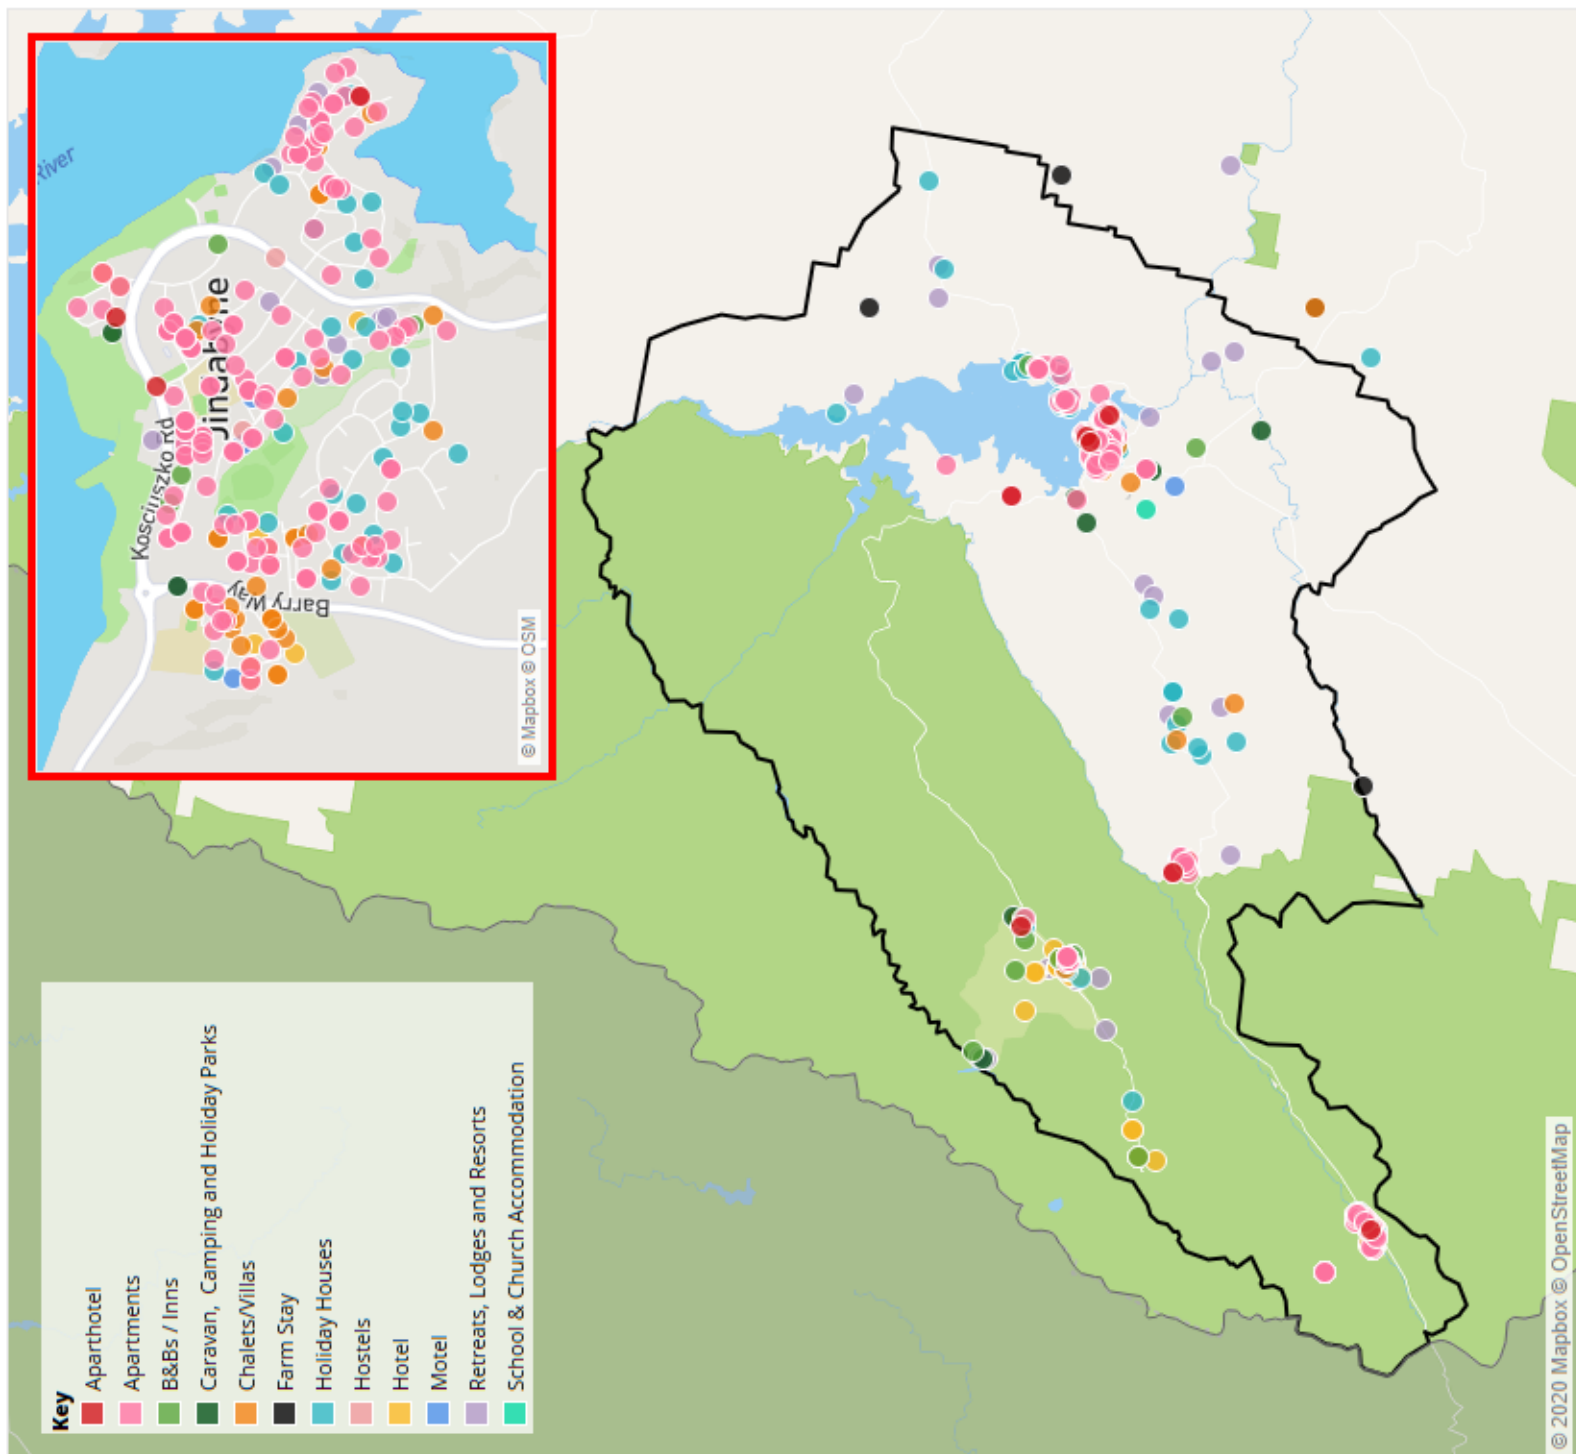 River
Kosciuszko Rd
Jindabyne
Barry Way
© Mapbox © OSM
Key
Aparthotel
Apartments
B&Bs / Inns
Caravan, Camping and Holiday Parks
Chalets/Villas
Farm Stay
Holiday Houses
Hostels
Hotel
Motel
Retreats, Lodges and Resorts
School & Church Accommodation
© 2020 Mapbox © OpenStreetMap